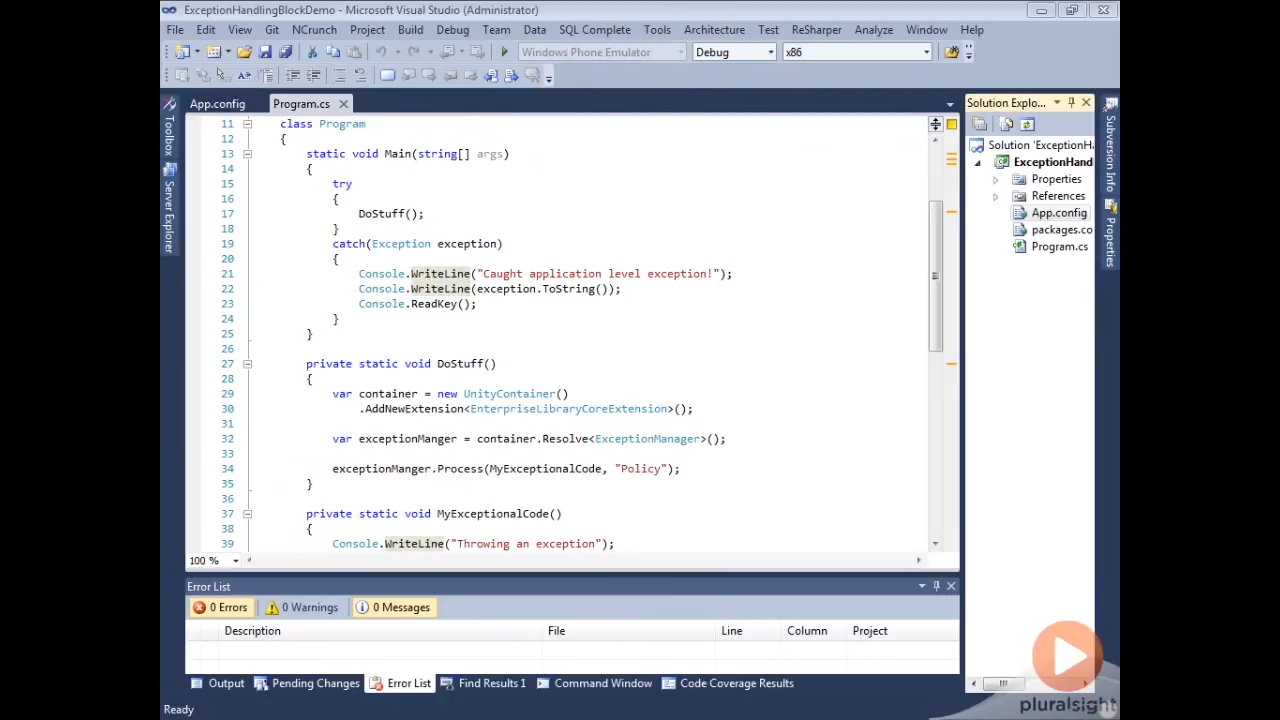 ExceptionHandlingBlockDemo - Microsoft Visual Studio (Administrator)
File Edit View Git NCrunch Project Build Debug Team Data SQL Complete Tools Architecture Test ReSharper Analyze Window Help
Windows Phone Emulator Debug x86
App.config Program.cs
Solution Explo...
11 class Program
12 {
13 static void Main(string[] args)
14 {
15 try
16 {
17 DoStuff();
18 }
19 catch(Exception exception)
20 {
21 Console.WriteLine("Caught application level exception!");
22 Console.WriteLine(exception.ToString());
23 Console.ReadKey();
24 }
25 }
26
27 private static void DoStuff()
28 {
29 var container = new UnityContainer()
30 .AddNewExtension<EnterpriseLibraryCoreExtension>();
31
32 var exceptionManger = container.Resolve<ExceptionManager>();
33
34 exceptionManger.Process(MyExceptionalCode, "Policy");
35 }
36
37 private static void MyExceptionalCode()
38 {
39 Console.WriteLine("Throwing an exception");
100 %
Toolbox
Server Explorer
Solution 'ExceptionH
ExceptionHand
Properties
References
App.config
packages.co
Program.cs
Subversion Info
Properties
Error List
0 Errors 0 Warnings 0 Messages
Description File Line Column Project
Output Pending Changes Error List Find Results 1 Command Window Code Coverage Results
Ready
pluralsight